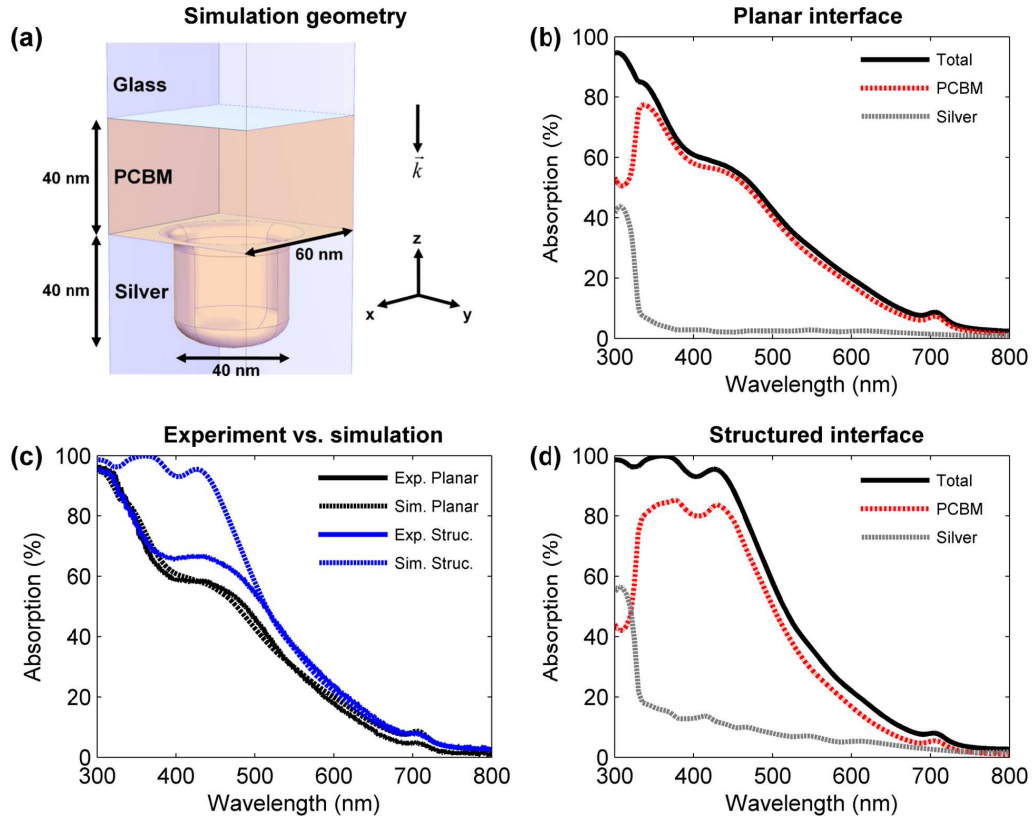 Simulation geometry
(a)
Glass
40 nm
PCBM
k
60 nm
40 nm
Silver
z
x
y
40 nm
Planar interface
(b)
100
80
60
40
20
0
Absorption (%)
Total
PCBM
Silver
300 400 500 600 700 800
Wavelength (nm)
Experiment vs. simulation
(c)
100
80
60
40
20
0
Absorption (%)
Exp. Planar
Sim. Planar
Exp. Struc.
Sim. Struc.
300 400 500 600 700 800
Wavelength (nm)
Structured interface
(d)
100
80
60
40
20
0
Absorption (%)
Total
PCBM
Silver
300 400 500 600 700 800
Wavelength (nm)